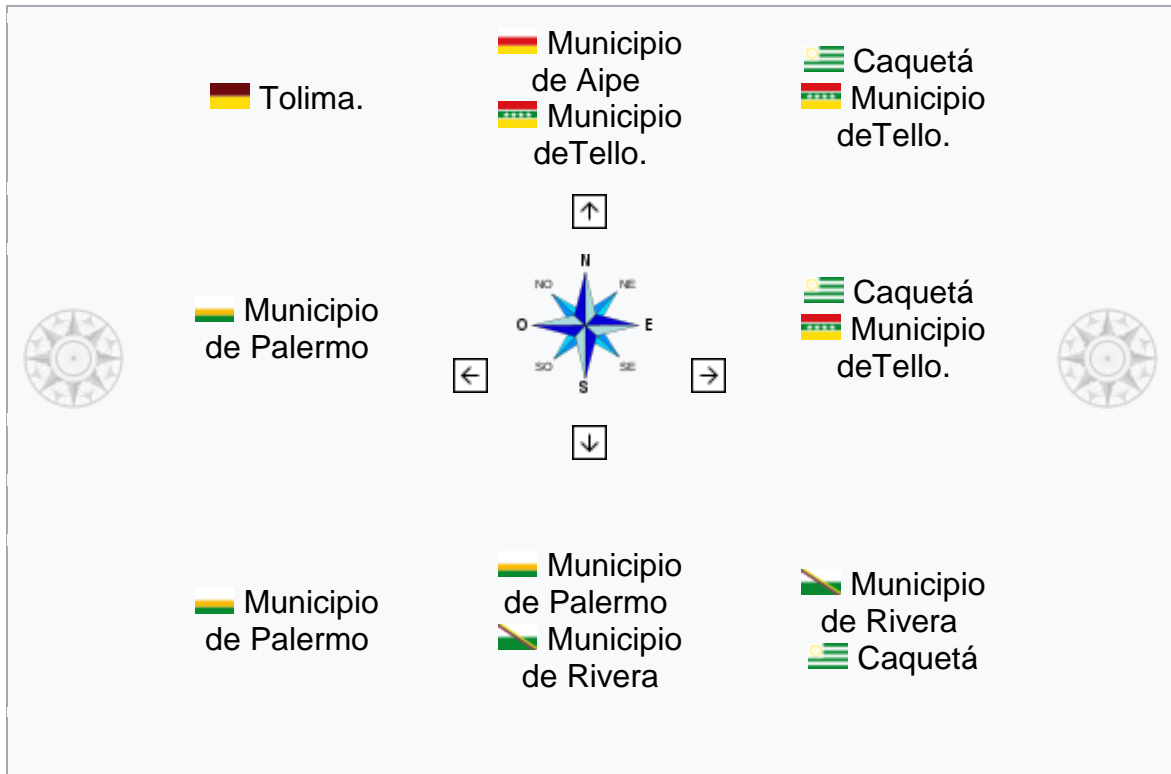 Tolima.
Municipio
de Aipe
Municipio
deTello.
Caquetá
Municipio
deTello.
Municipio
de Palermo
N
NO
NE
O
E
SO
SE
S
Caquetá
Municipio
deTello.
Municipio
de Palermo
Municipio
de Palermo
Municipio
de Rivera
Municipio
de Rivera
Caquetá